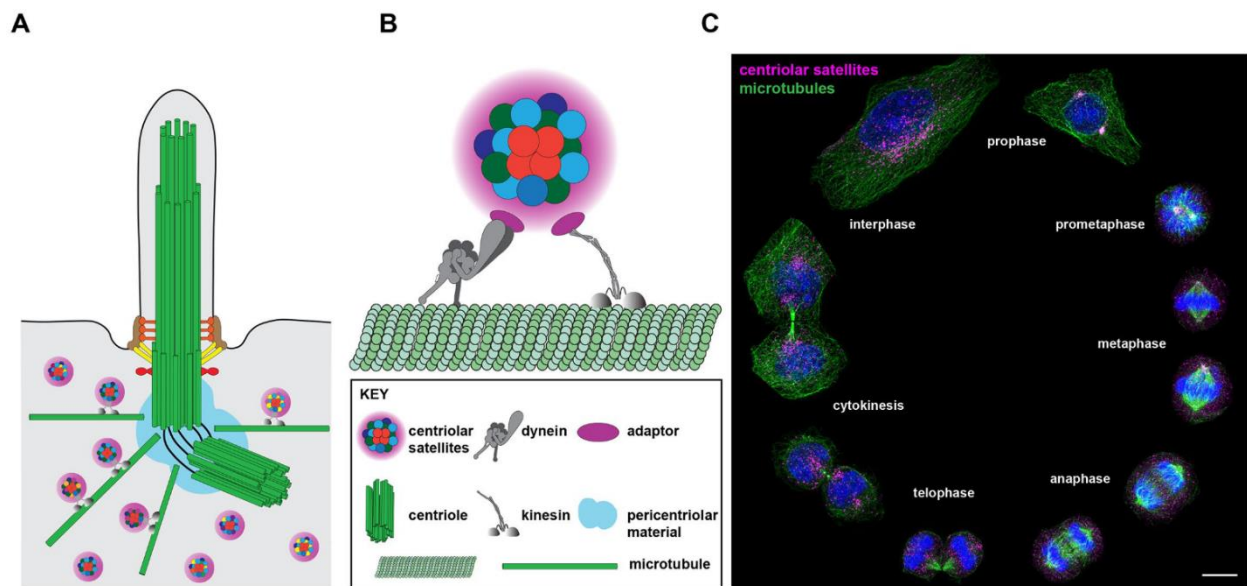 A
B
C
KEY
centriolar
satellites
dynein
adaptor
centriole
kinesin
pericentriolar
material
microtubule
centriolar satellites
microtubules
prophase
interphase
prometaphase
metaphase
cytokinesis
anaphase
telophase